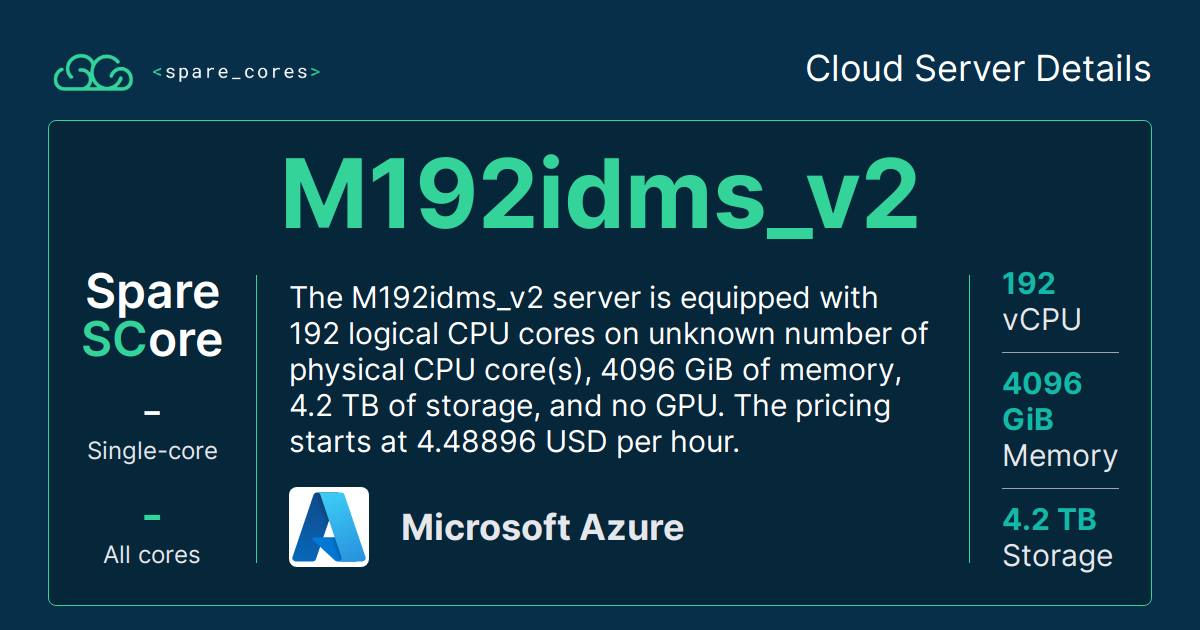 <spare_cores>
Cloud Server Details
M192idms_v2
Spare
SCore
–
Single-core
–
All cores
The M192idms_v2 server is equipped with
192 logical CPU cores on unknown number of
physical CPU core(s), 4096 GiB of memory,
4.2 TB of storage, and no GPU. The pricing
starts at 4.48896 USD per hour.
Microsoft Azure
192
vCPU
4096
GiB
Memory
4.2 TB
Storage